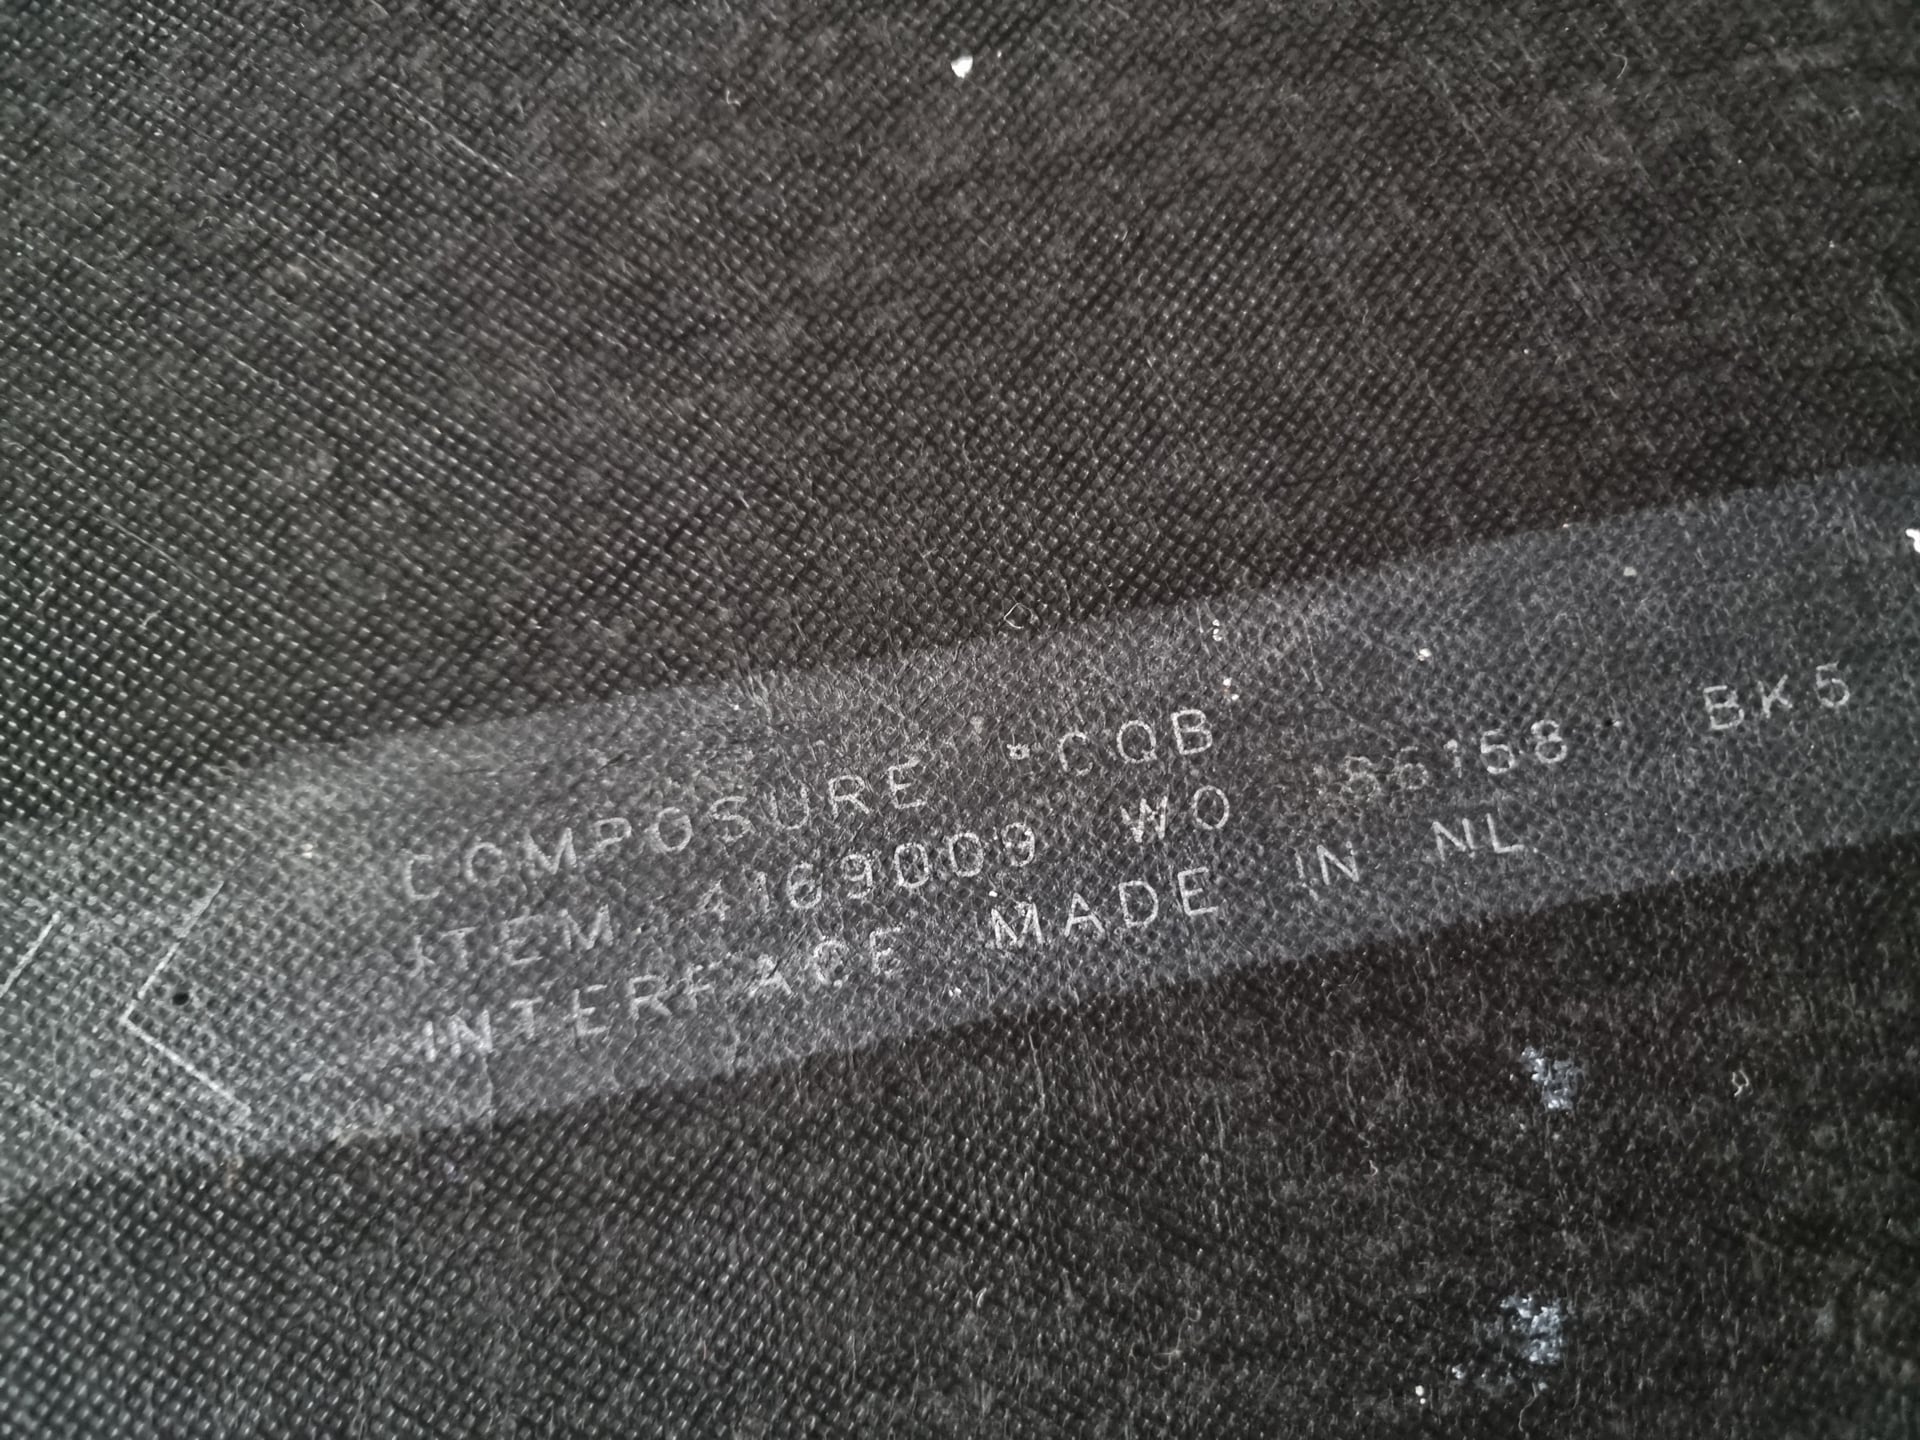 COMPOSURE CQB
ITEM 4169009 WO 86158 BK5
INTERFACE MADE IN NL